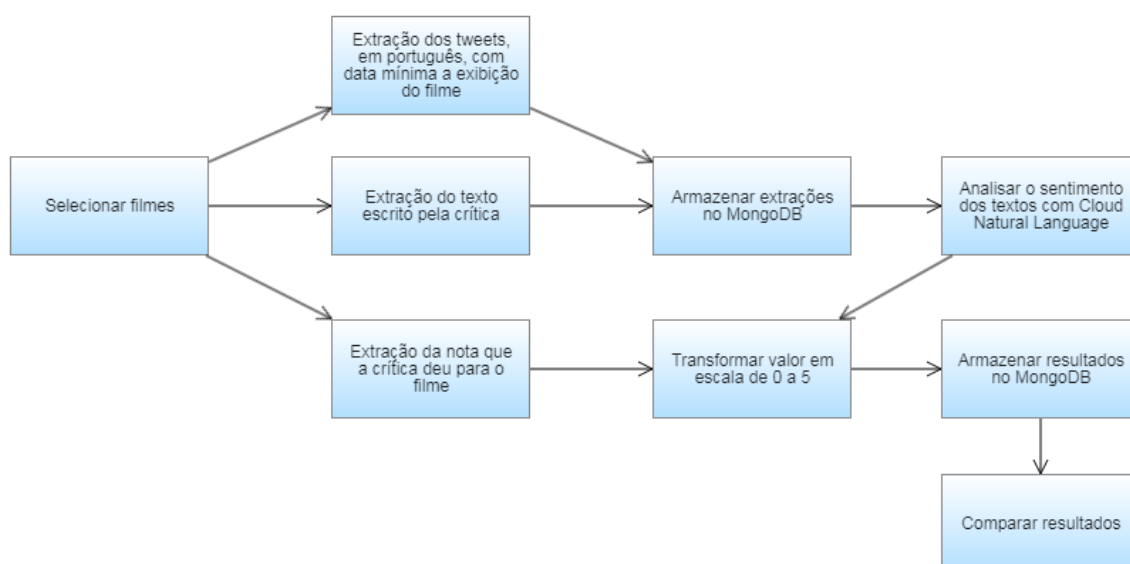 Extração dos tweets,
em português, com
data mínima a exibição
do filme
Selecionar filmes
Extração do texto
escrito pela crítica
Armazenar extrações
no MongoDB
Analisar o sentimento
dos textos com Cloud
Natural Language
Extração da nota que
a crítica deu para o
filme
Transformar valor em
escala de 0 a 5
Armazenar resultados
no MongoDB
Comparar resultados